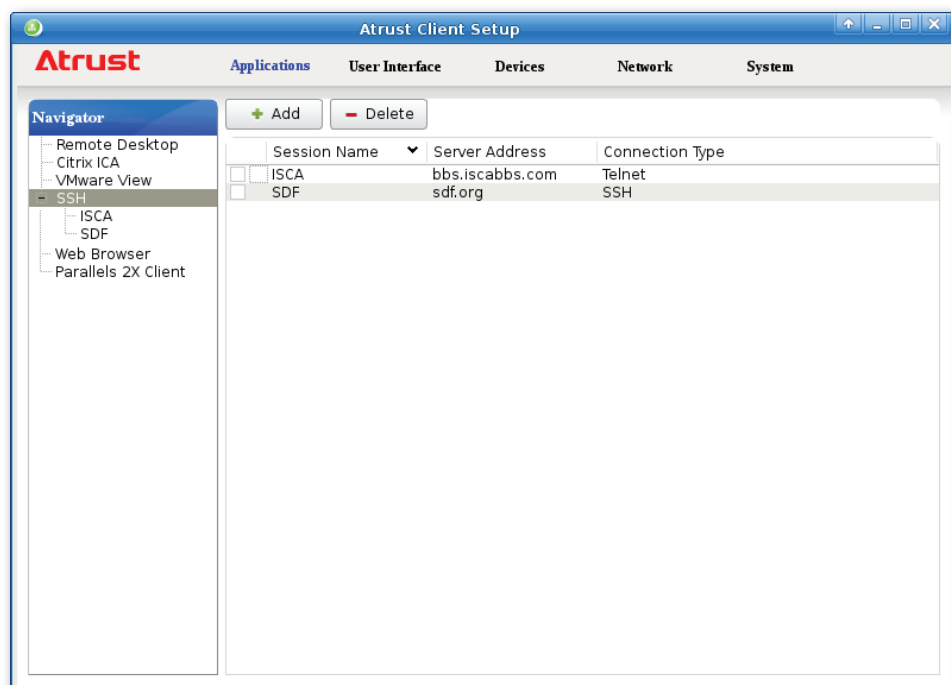 Atrust Client Setup
Atrust
Applications User Interface Devices Network System
Navigator
Remote Desktop
Citrix ICA
VMware View
SSH
ISCA
SDF
Web Browser
Parallels 2X Client
Add Delete
Session Name Server Address Connection Type
ISCA bbs.iscabbs.com Telnet
SDF sdf.org SSH